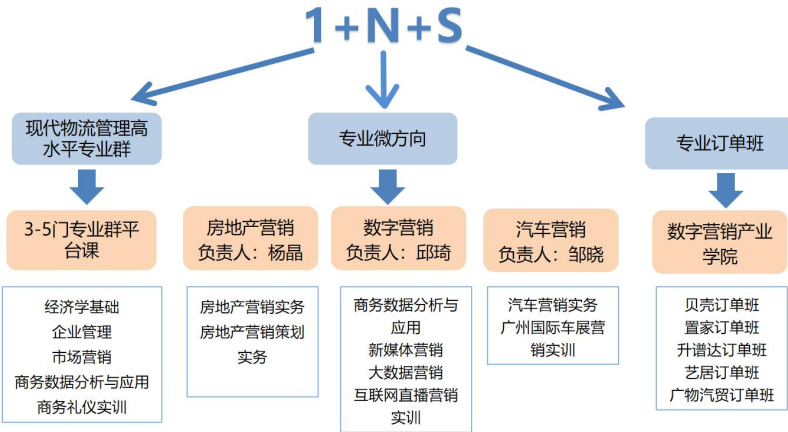 1+N+S
现代物流管理高
水平专业群
专业微方向
专业订单班
3-5门专业群平
台课
房地产营销
负责人：杨晶
数字营销
负责人：邱琦
汽车营销
负责人：邹晓
数字营销产业
学院
经济学基础
企业管理
市场营销
商务数据分析与应用
商务礼仪实训
房地产营销实务
房地产营销策划
实务
商务数据分析与
应用
新媒体营销
大数据营销
互联网直播营销
实训
汽车营销实务
广州国际车展营
销实训
贝壳订单班
置家订单班
升谱达订单班
艺居订单班
广物汽贸订单班